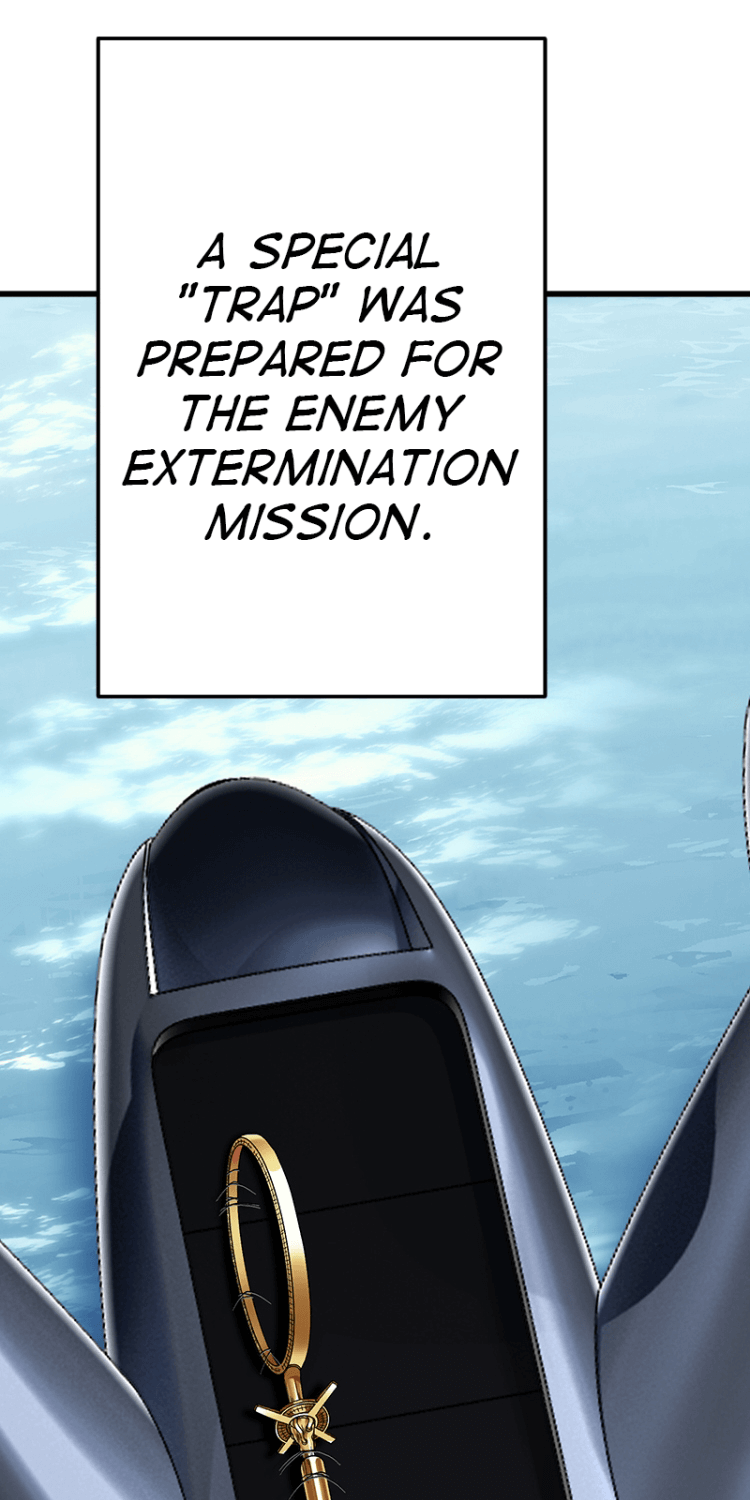 A SPECIAL
"TRAP" WAS
PREPARED FOR
THE ENEMY
EXTERMINATION
MISSION.